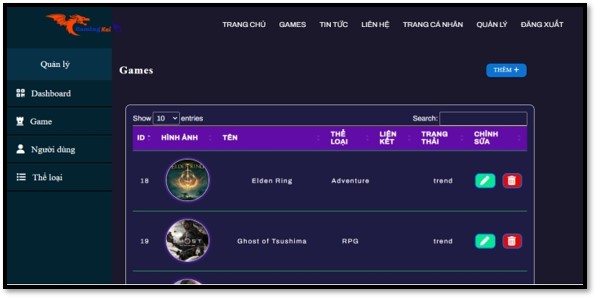 TRANG CHỦ GAMES TIN TỨC LIÊN HỆ TRANG CÁ NHÂN QUẢN LÝ ĐĂNG XUẤT
Quản lý
Dashboard
Game
Người dùng
Thể loại
Games
THÊM +
Show 10 entries
Search:
ID HÌNH ẢNH TÊN THỂ LOẠI LIÊN KẾT TRẠNG THÁI CHỈNH SỬA
18 ELDEN RING Elden Ring Adventure trend
19 GHOST Ghost of Tsushima RPG trend